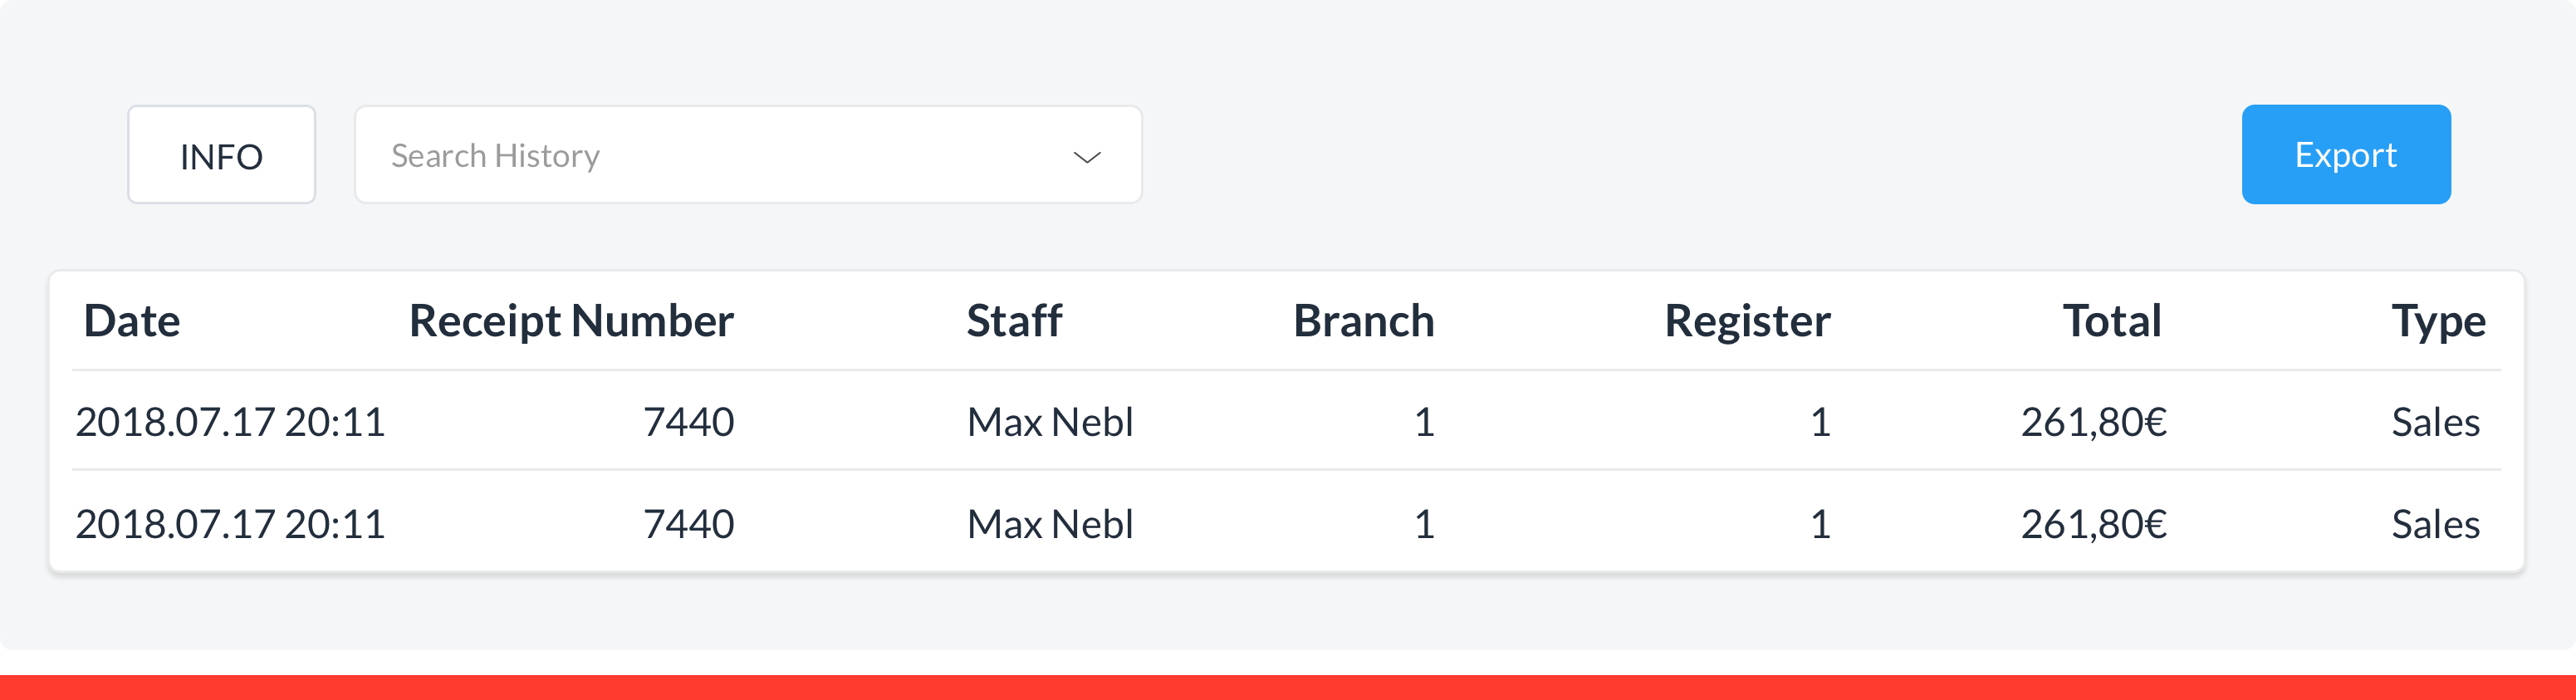 INFO Search History Export
Date Receipt Number Staff Branch Register Total Type
2018.07.17 20:11 7440 Max Nebl 1 1 261,80€ Sales
2018.07.17 20:11 7440 Max Nebl 1 1 261,80€ Sales